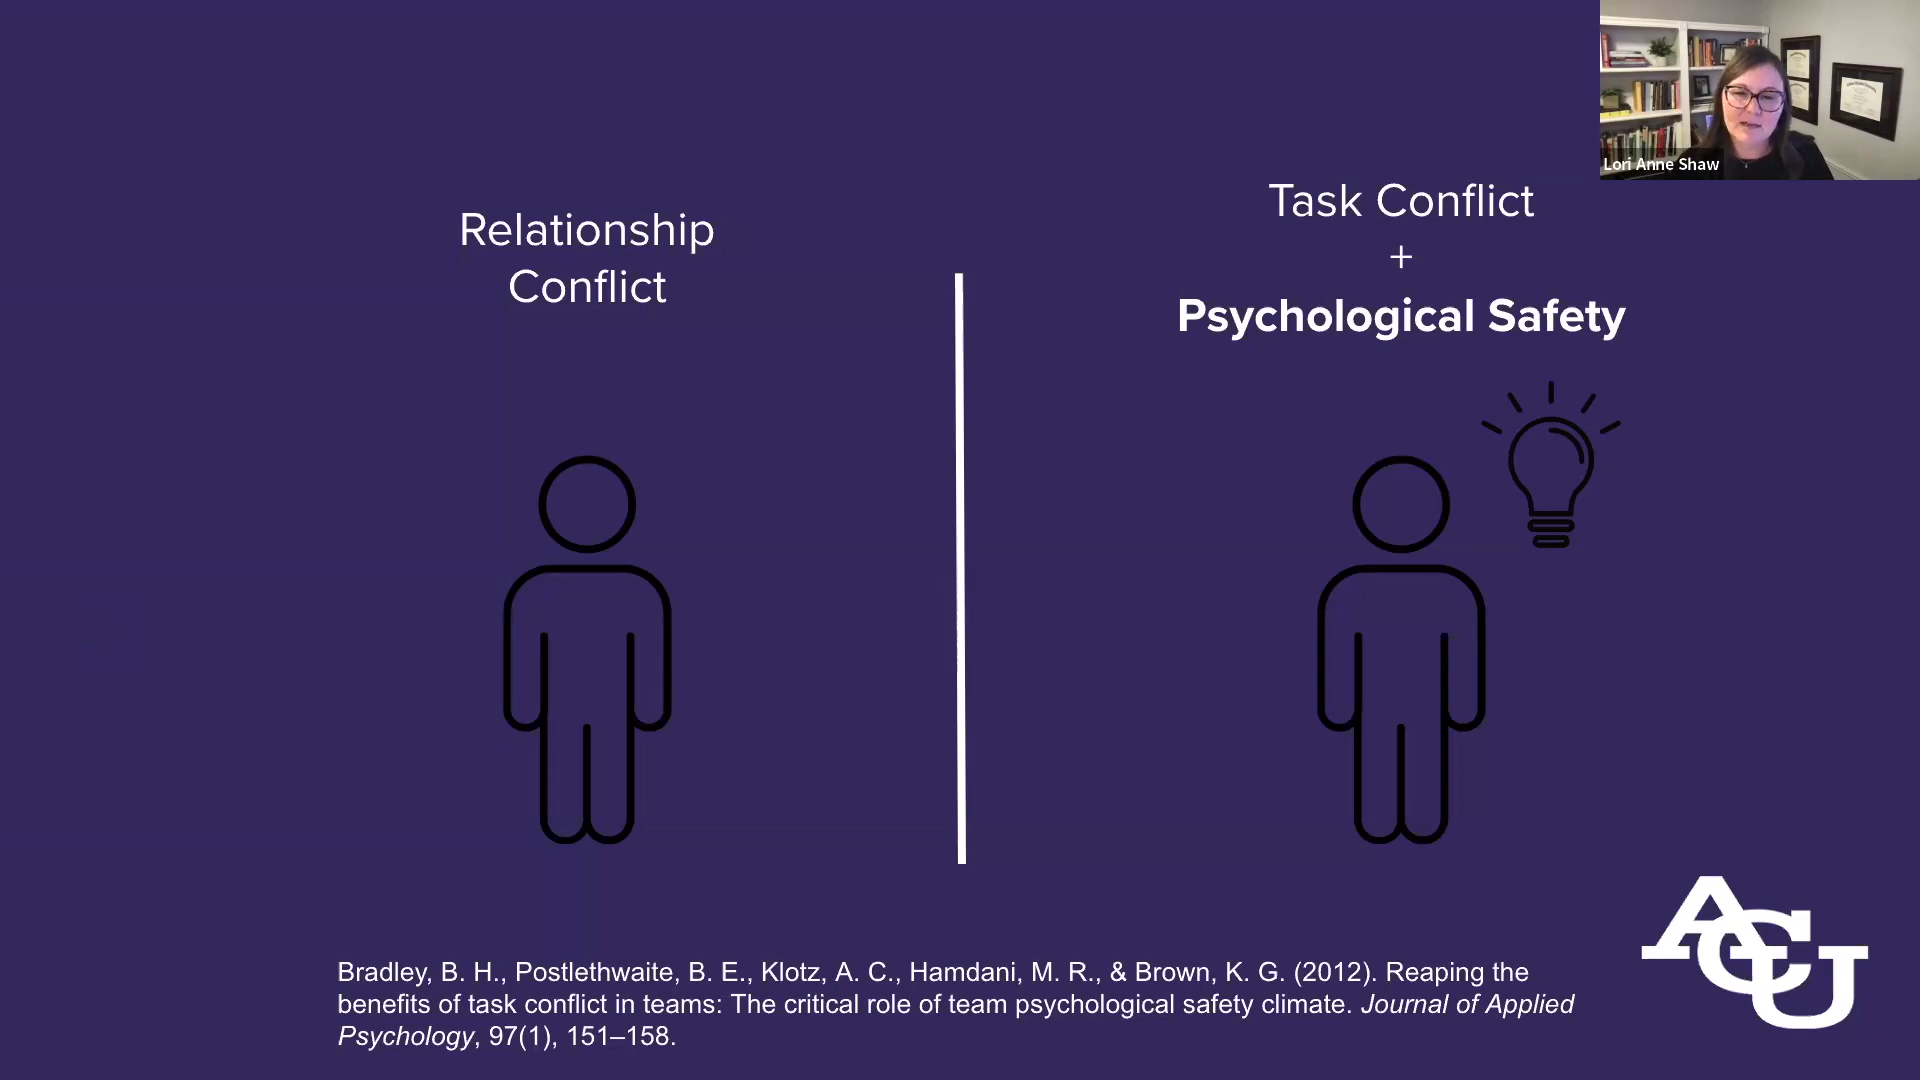 Lori Anne Shaw
Relationship
Conflict
Task Conflict
+
Psychological Safety
Bradley, B. H., Postlethwaite, B. E., Klotz, A. C., Hamdani, M. R., & Brown, K. G. (2012). Reaping the
benefits of task conflict in teams: The critical role of team psychological safety climate. Journal of Applied
Psychology, 97(1), 151–158.
ACU